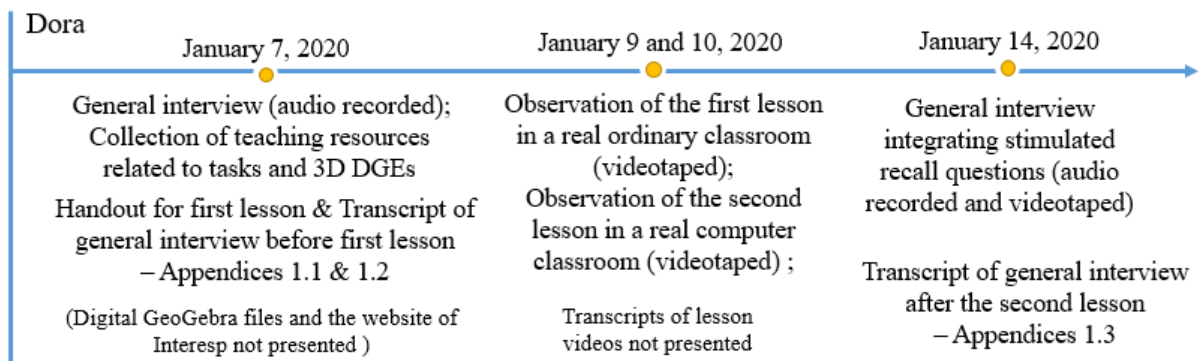 Dora
January 7, 2020
General interview (audio recorded);
Collection of teaching resources
related to tasks and 3D DGEs
Handout for first lesson & Transcript of
general interview before first lesson
– Appendices 1.1 & 1.2
(Digital GeoGebra files and the website of
Interesp not presented )
January 9 and 10, 2020
Observation of the first lesson
in a real ordinary classroom
(videotaped);
Observation of the second
lesson in a real computer
classroom (videotaped) ;
Transcripts of lesson
videos not presented
January 14, 2020
General interview
integrating stimulated
recall questions (audio
recorded and videotaped)
Transcript of general interview
after the second lesson
– Appendices 1.3